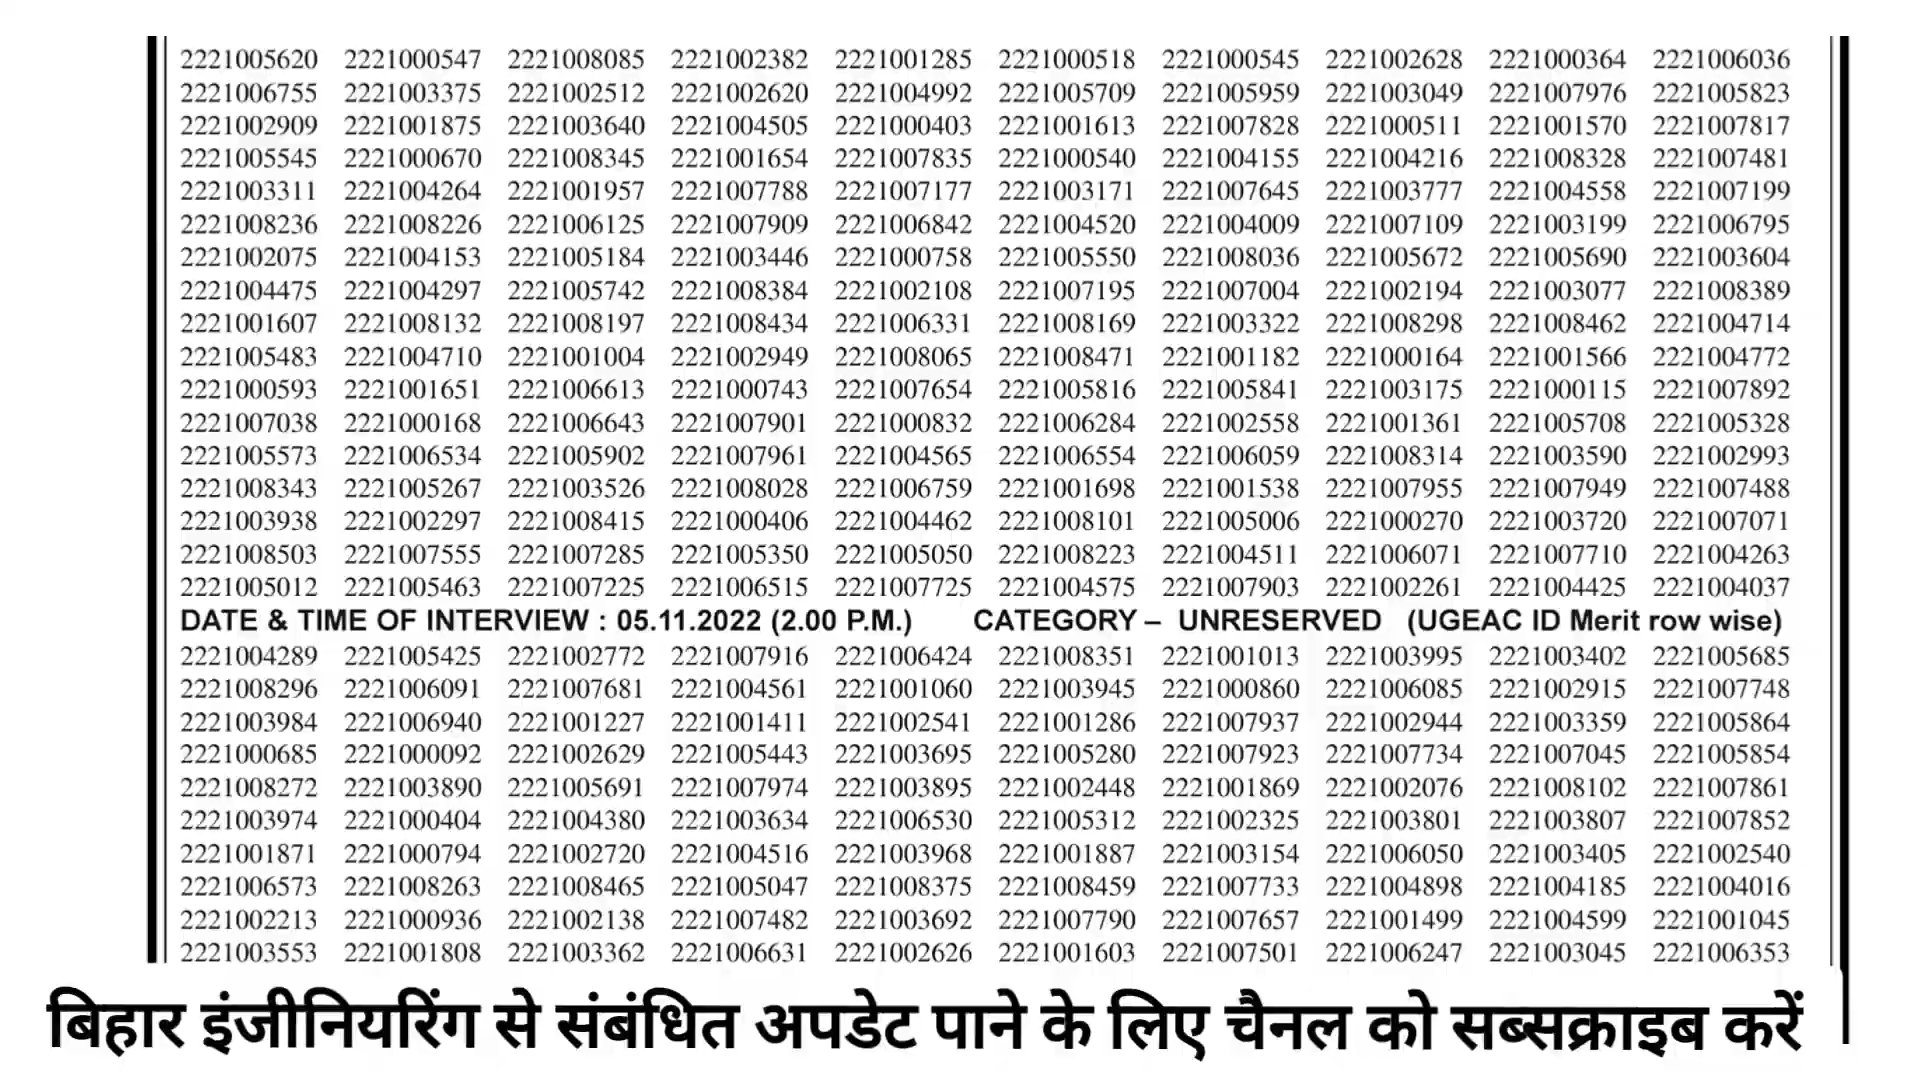 2221005620 2221000547 2221008085 2221002382 2221001285 2221000518 2221000545 2221002628 2221000364 2221006036
2221006755 2221003375 2221002512 2221002620 2221004992 2221005709 2221005959 2221003049 2221007976 2221005823
2221002909 2221001875 2221003640 2221004505 2221000403 2221001613 2221007828 2221000511 2221001570 2221007817
2221005545 2221000670 2221008345 2221001654 2221007835 2221000540 2221004155 2221004216 2221008328 2221007481
2221003311 2221004264 2221001957 2221007788 2221007177 2221003171 2221007645 2221003777 2221004558 2221007199
2221008236 2221008226 2221006125 2221007909 2221006842 2221004520 2221004009 2221007109 2221003199 2221006795
2221002075 2221004153 2221005184 2221003446 2221000758 2221005550 2221008036 2221005672 2221005690 2221003604
2221004475 2221004297 2221005742 2221008384 2221002108 2221007195 2221007004 2221002194 2221003077 2221008389
2221001607 2221008132 2221008197 2221008434 2221006331 2221008169 2221003322 2221008298 2221008462 2221004714
2221005483 2221004710 2221001004 2221002949 2221008065 2221008471 2221001182 2221000164 2221001566 2221004772
2221000593 2221001651 2221006613 2221000743 2221007654 2221005816 2221005841 2221003175 2221000115 2221007892
2221007038 2221000168 2221006643 2221007901 2221000832 2221006284 2221002558 2221001361 2221005708 2221005328
2221005573 2221006534 2221005902 2221007961 2221004565 2221006554 2221006059 2221008314 2221003590 2221002993
2221008343 2221005267 2221003526 2221008028 2221006759 2221001698 2221001538 2221007955 2221007949 2221007488
2221003938 2221002297 2221008415 2221000406 2221004462 2221008101 2221005006 2221000270 2221003720 2221007071
2221008503 2221007555 2221007285 2221005350 2221005050 2221008223 2221004511 2221006071 2221007710 2221004263
2221005012 2221005463 2221007225 2221006515 2221007725 2221004575 2221007903 2221002261 2221004425 2221004037
DATE & TIME OF INTERVIEW : 05.11.2022 (2.00 P.M.) CATEGORY – UNRESERVED (UGEAC ID Merit row wise)
2221004289 2221005425 2221002772 2221007916 2221006424 2221008351 2221001013 2221003995 2221003402 2221005685
2221008296 2221006091 2221007681 2221004561 2221001060 2221003945 2221000860 2221006085 2221002915 2221007748
2221003984 2221006940 2221001227 2221001411 2221002541 2221001286 2221007937 2221002944 2221003359 2221005864
2221000685 2221000092 2221002629 2221005443 2221003695 2221005280 2221007923 2221007734 2221007045 2221005854
2221008272 2221003890 2221005691 2221007974 2221003895 2221002448 2221001869 2221002076 2221008102 2221007861
2221003974 2221000404 2221004380 2221003634 2221006530 2221005312 2221002325 2221003801 2221003807 2221007852
2221001871 2221000794 2221002720 2221004516 2221003968 2221001887 2221003154 2221006050 2221003405 2221002540
2221006573 2221008263 2221008465 2221005047 2221008375 2221008459 2221007733 2221004898 2221004185 2221004016
2221002213 2221000936 2221002138 2221007482 2221003692 2221007790 2221007657 2221001499 2221004599 2221001045
2221003553 2221001808 2221003362 2221006631 2221002626 2221001603 2221007501 2221006247 2221003045 2221006353
बिहार इंजीनियरिंग से संबंधित अपडेट पाने के लिए चैनल को सब्सक्राइब करें